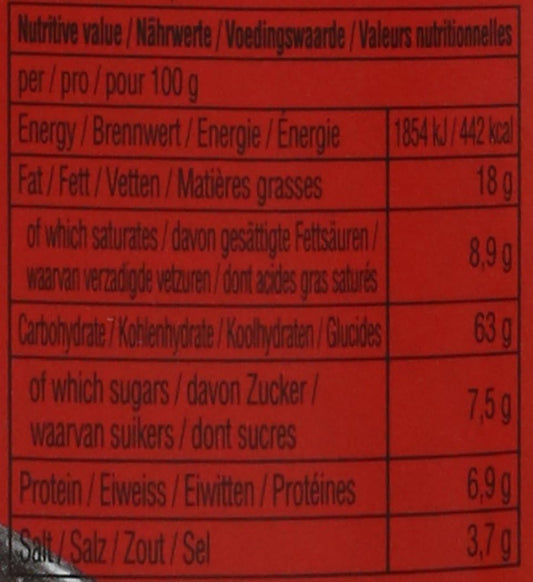 Nutritive value / Nährwerte / Voedingswaarde / Valeurs nutritionnelles
per / pro / pour 100 g
Energy / Brennwert / Energie / Énergie 1854 kJ / 442 kcal
Fat / Fett / Vetten / Matières grasses 18 g
of which saturates / davon gesättigte Fettsäuren /
waarvan verzadigde vetzuren / dont acides gras saturés 8,9 g
Carbohydrate / Kohlenhydrate / Koolhydraten / Glucides 63 g
of which sugars / davon Zucker /
waarvan suikers / dont sucres 7,5 g
Protein / Eiweiss / Eiwitten / Protéines 6,9 g
Salt / Salz / Zout / Sel 3,7 g